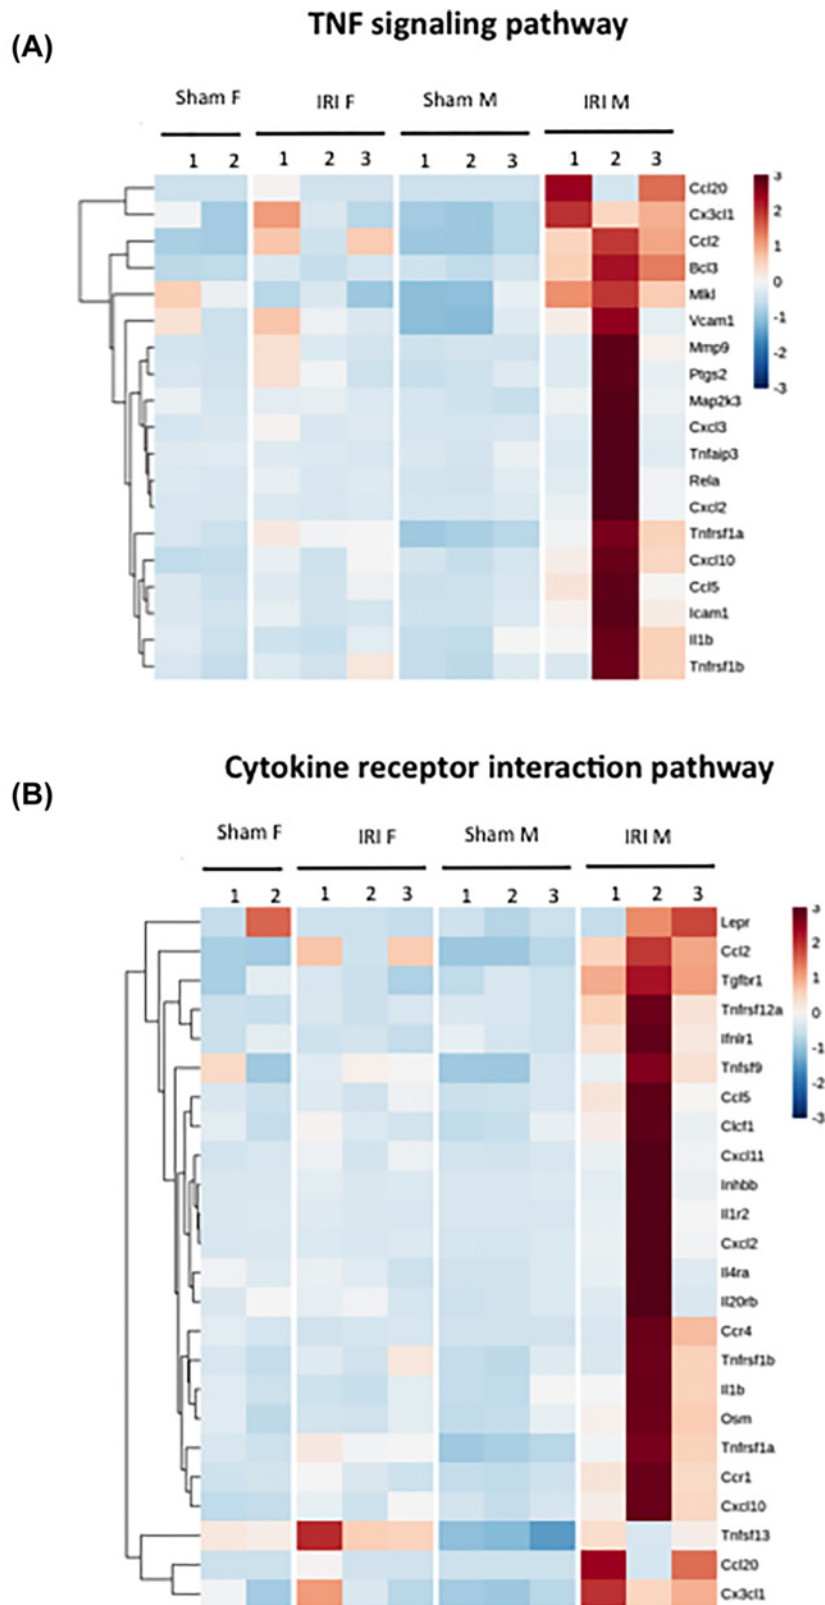 TNF signaling pathway
(A)
Sham F IRI F Sham M IRI M
1 2 1 2 3 1 2 3 1 2 3
Ccl20
Cx3cl1
Ccl2
Bcl3
Mlkl
Vcam1
Mmp9
Ptgs2
Map2k3
Cxcl3
Tnfaip3
Rela
Cxcl2
Tnfrsf1a
Cxcl10
Ccl5
Icam1
Il1b
Tnfrsf1b
3
2
1
0
-1
-2
-3
Cytokine receptor interaction pathway
(B)
Sham F IRI F Sham M IRI M
1 2 1 2 3 1 2 3 1 2 3
Lepr
Ccl2
Tgfbr1
Tnfrsf12a
Ifnlr1
Tnfsf9
Ccl5
Clcf1
Cxcl11
Inhbb
Il1r2
Cxcl2
Il4ra
Il20rb
Ccr4
Tnfrsf1b
Il1b
Osm
Tnfrsf1a
Ccr1
Cxcl10
Tnfsf13
Ccl20
Cx3cl1
3
2
1
0
-1
-2
-3